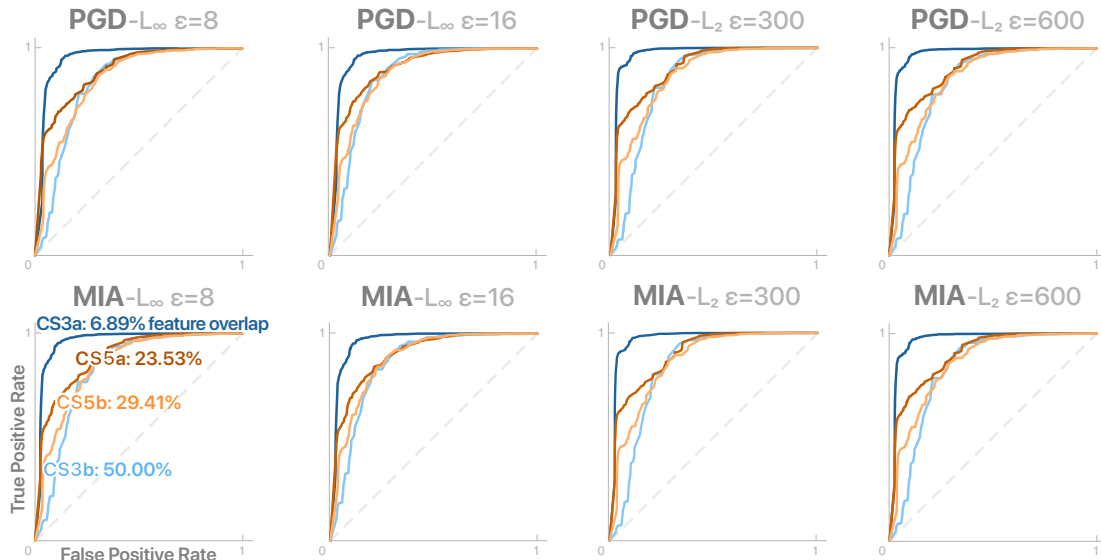 PGD-L∞ ε=8
PGD-L∞ ε=16
PGD-L₂ ε=300
PGD-L₂ ε=600
1
1
1
1
0
1
0
1
0
1
0
1
MIA-L∞ ε=8
MIA-L∞ ε=16
MIA-L₂ ε=300
MIA-L₂ ε=600
CS3a: 6.89% feature overlap
1
1
1
1
CS5a: 23.53%
CS5b: 29.41%
CS3b: 50.00%
True Positive Rate
0
1
0
1
0
1
0
1
False Positive Rate